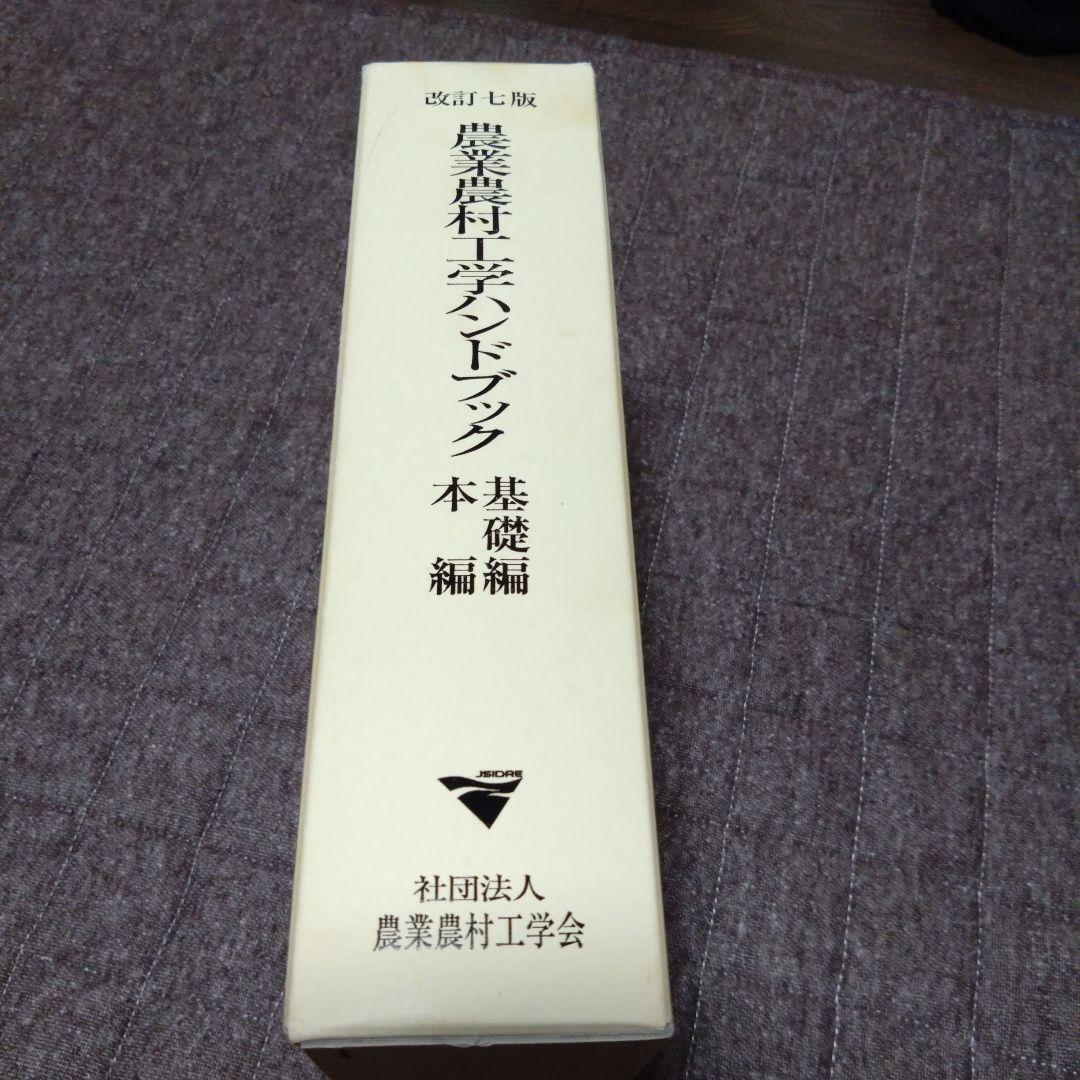 改訂七版
農業農村工学ハンドブック
基礎編
本編
JSIDRE
社団法人
農業農村工学会